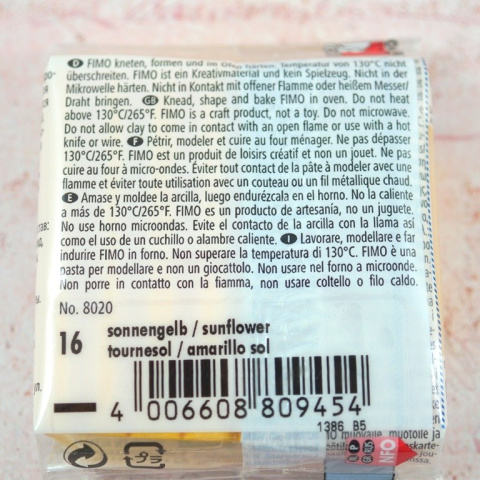 D FIMO kneten, formen und im Ofen härten. Temperatur von 130°C nicht
überschreiten. FIMO ist ein Kreativmaterial und kein Spielzeug. Nicht in der
Mikrowelle härten. Nicht in Kontakt mit offener Flamme oder heißem Messer/
Draht bringen. GB Knead, shape and bake FIMO in oven. Do not heat
above 130°C/265°F. FIMO is a craft product, not a toy. Do not microwave.
Do not allow clay to come in contact with an open flame or use with a hot
knife or wire. F Pétrir, modeler et cuire au four ménager. Ne pas dépasser
130°C/265°F. FIMO est un produit de loisirs créatif et non un jouet. Ne pas
cuire au four à micro-ondes. Éviter tout contact de la pâte à modeler avec une
flamme et éviter toute utilisation avec un couteau ou un fil métallique chaud.
E Amase y moldee la arcilla, luego endurézcala en el horno. No la caliente
a más de 130°C/265°F. FIMO es un producto de artesanía, no un juguete.
No use horno microondas. Evite el contacto de la arcilla con la llama así
como el uso de un cuchillo o alambre caliente. I Lavorare, modellare e far
indurire FIMO in forno. Non superare la temperatura di 130°C. FIMO è una
pasta per modellare e non un giocattolo. Non usare nel forno a microonde.
Non porre in contatto con la fiamma, non usare coltello o filo caldo.
No. 8020
16 sonnengelb / sunflower
tournesol / amarillo sol
4 006608 809454
1386 B5
muovailu, muotoile ja
INFO